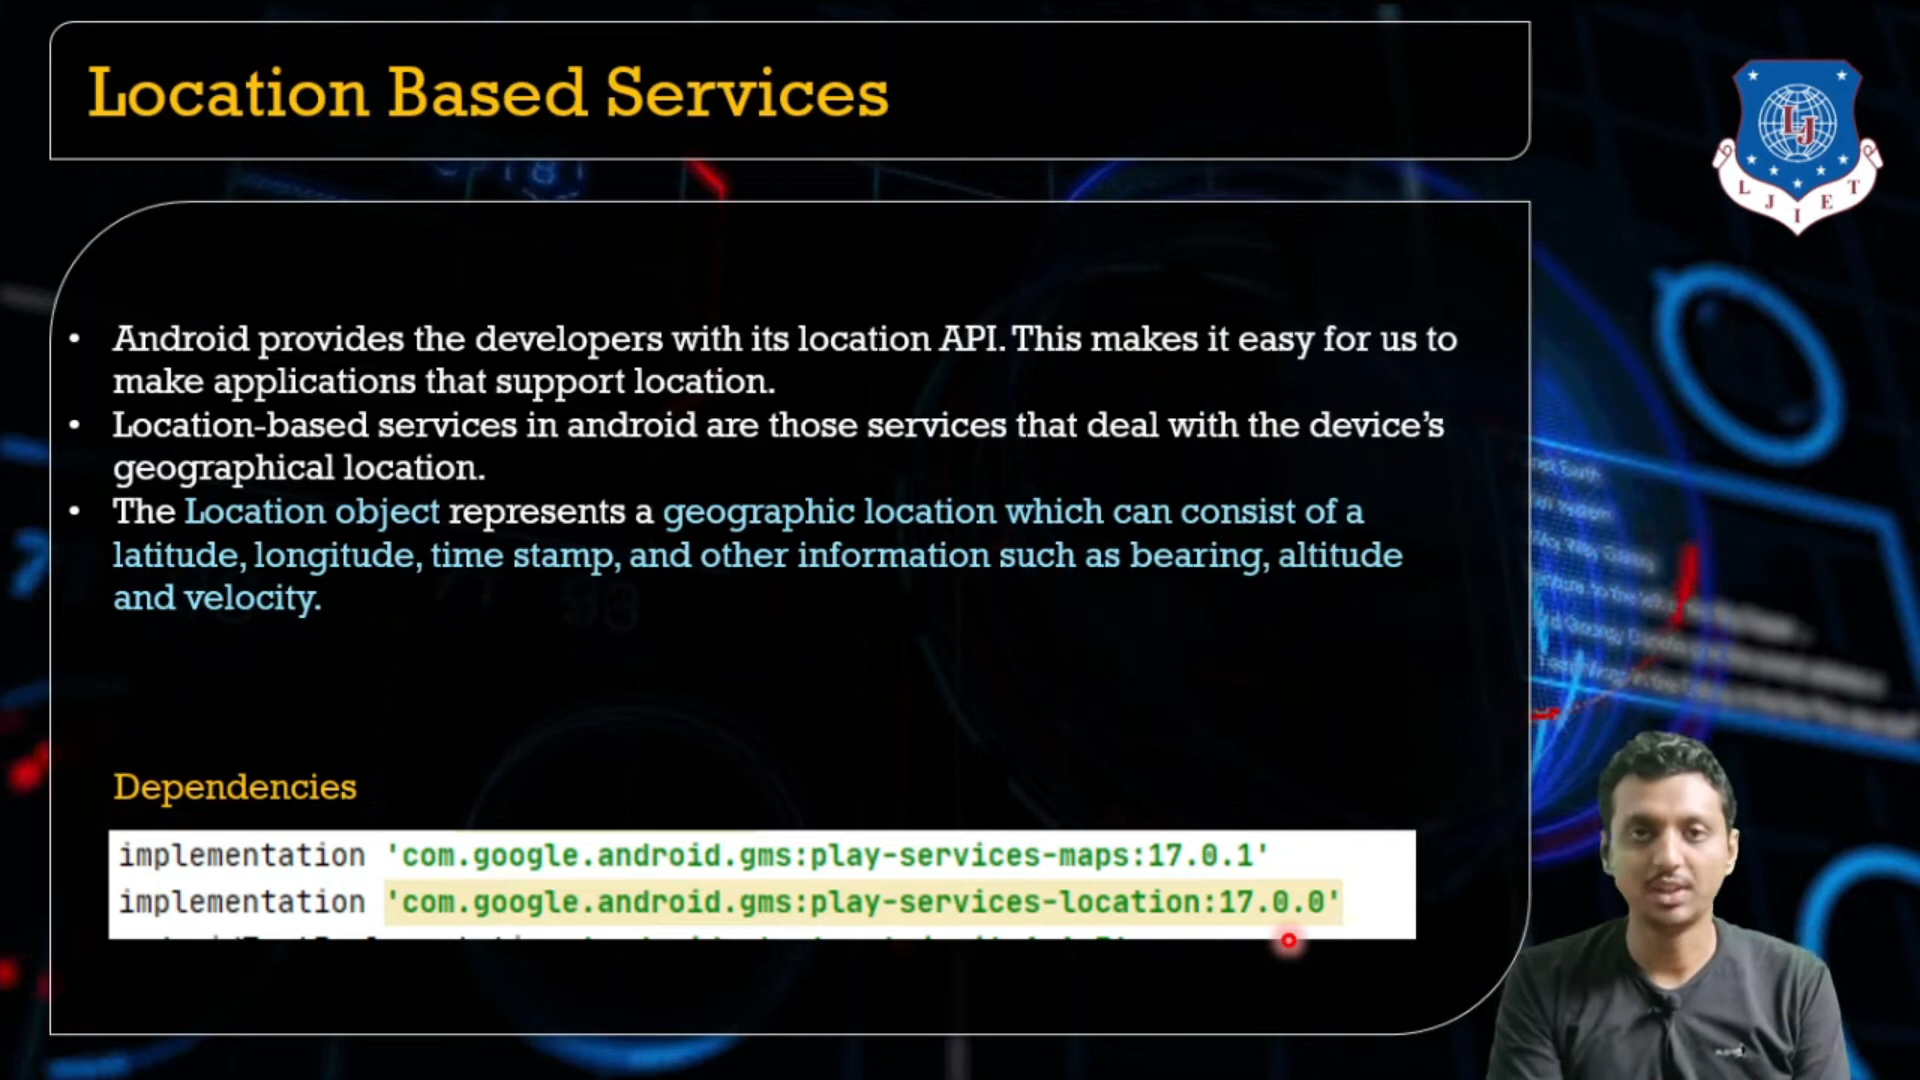 Location Based Services
L J I E T
LJ
• Android provides the developers with its location API. This makes it easy for us to
make applications that support location.
• Location-based services in android are those services that deal with the device’s
geographical location.
• The Location object represents a geographic location which can consist of a
latitude, longitude, time stamp, and other information such as bearing, altitude
and velocity.
Dependencies
implementation 'com.google.android.gms:play-services-maps:17.0.1'
implementation 'com.google.android.gms:play-services-location:17.0.0'